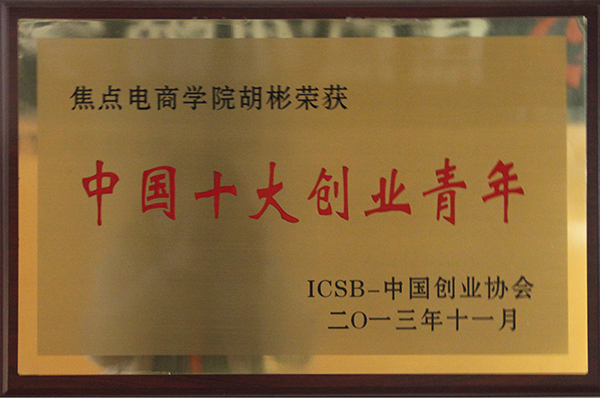 焦点电商学院胡彬荣获
中国十大创业青年
ICSB-中国创业协会
二O一三年十一月